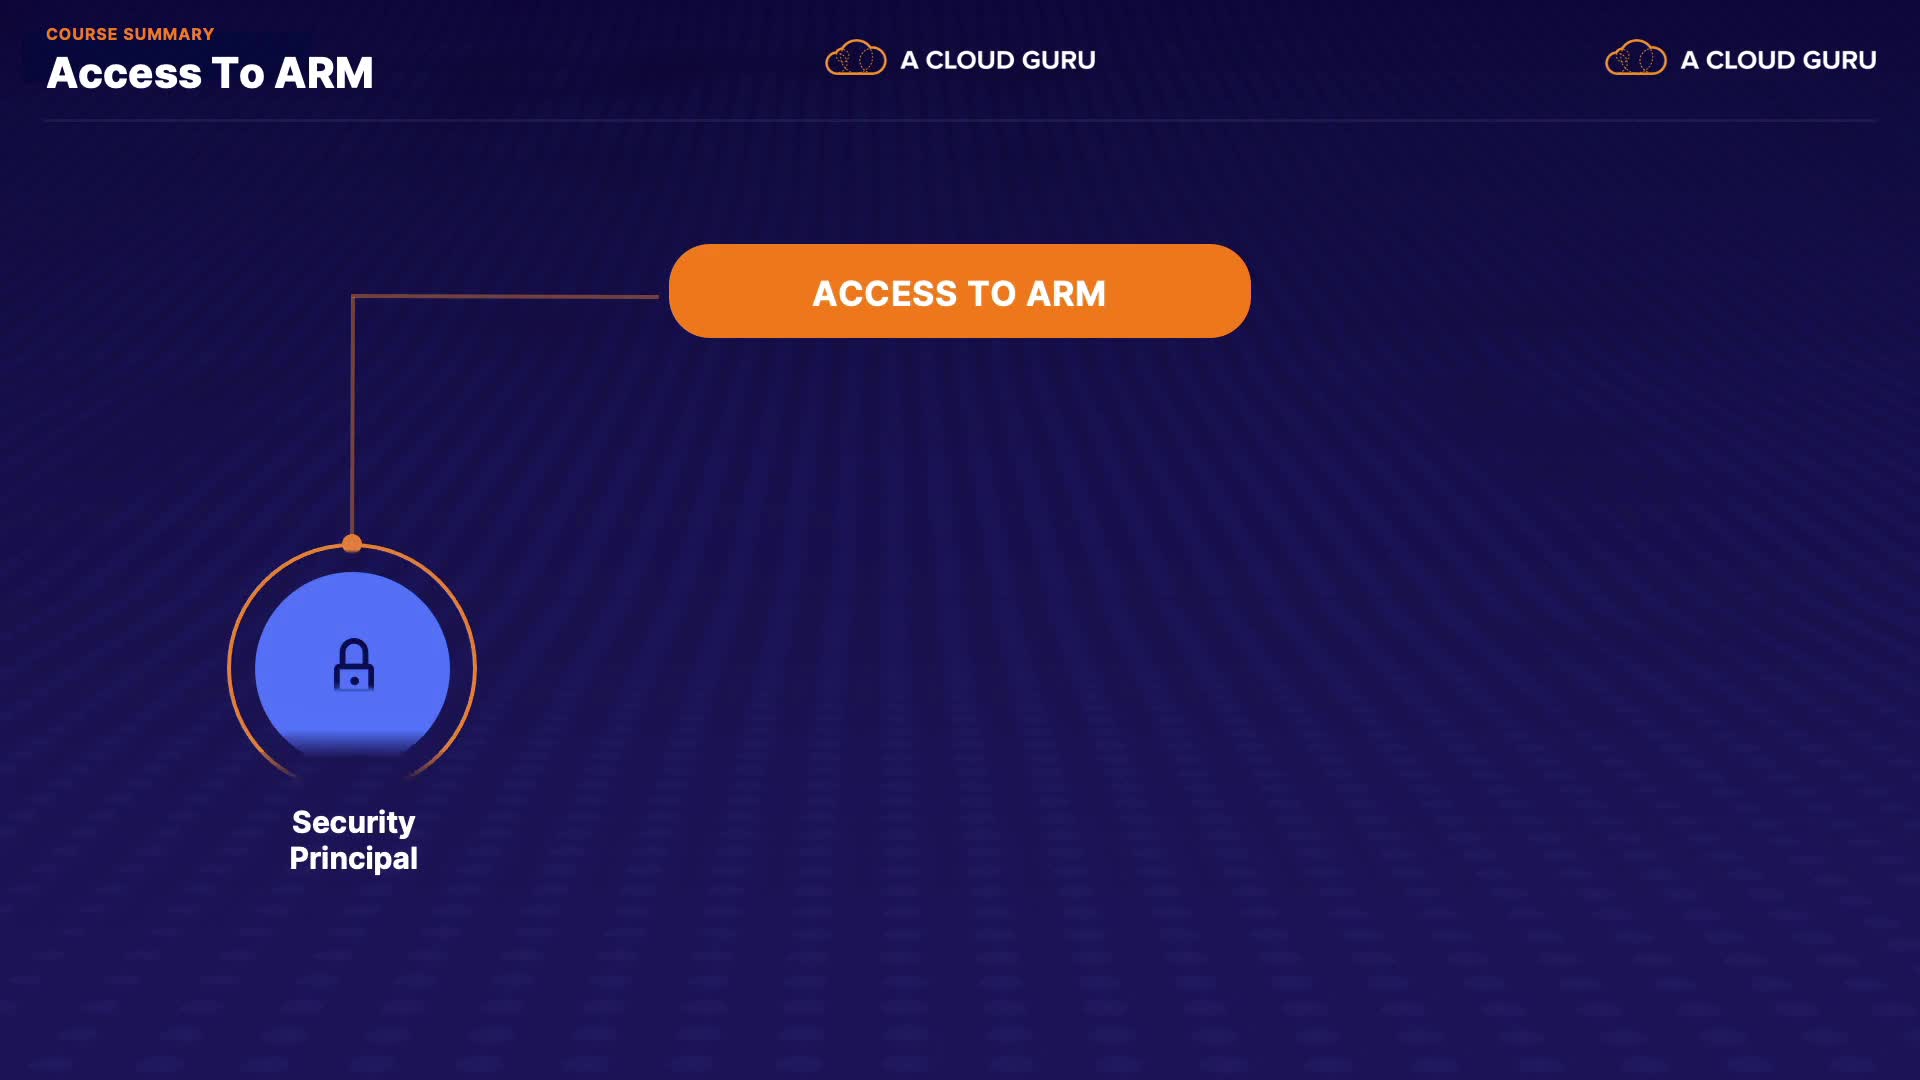 COURSE SUMMARY
Access To ARM
A CLOUD GURU
A CLOUD GURU
ACCESS TO ARM
Security
Principal